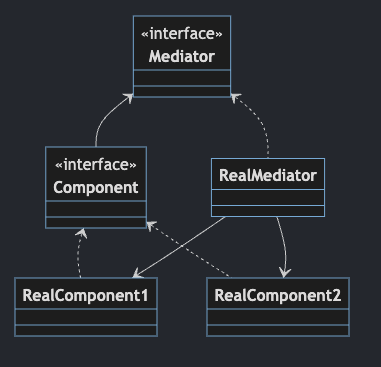 «interface»
Mediator
«interface»
Component
RealMediator
RealComponent1
RealComponent2